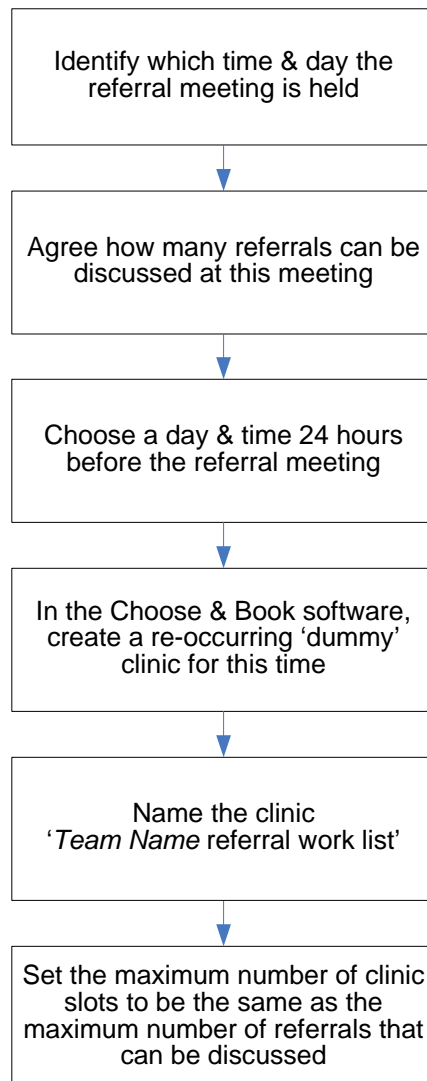 Identify which time & day the
referral meeting is held
Agree how many referrals can be
discussed at this meeting
Choose a day & time 24 hours
before the referral meeting
In the Choose & Book software,
create a re-occurring ‘dummy’
clinic for this time
Name the clinic
‘Team Name referral work list’
Set the maximum number of clinic
slots to be the same as the
maximum number of referrals that
can be discussed